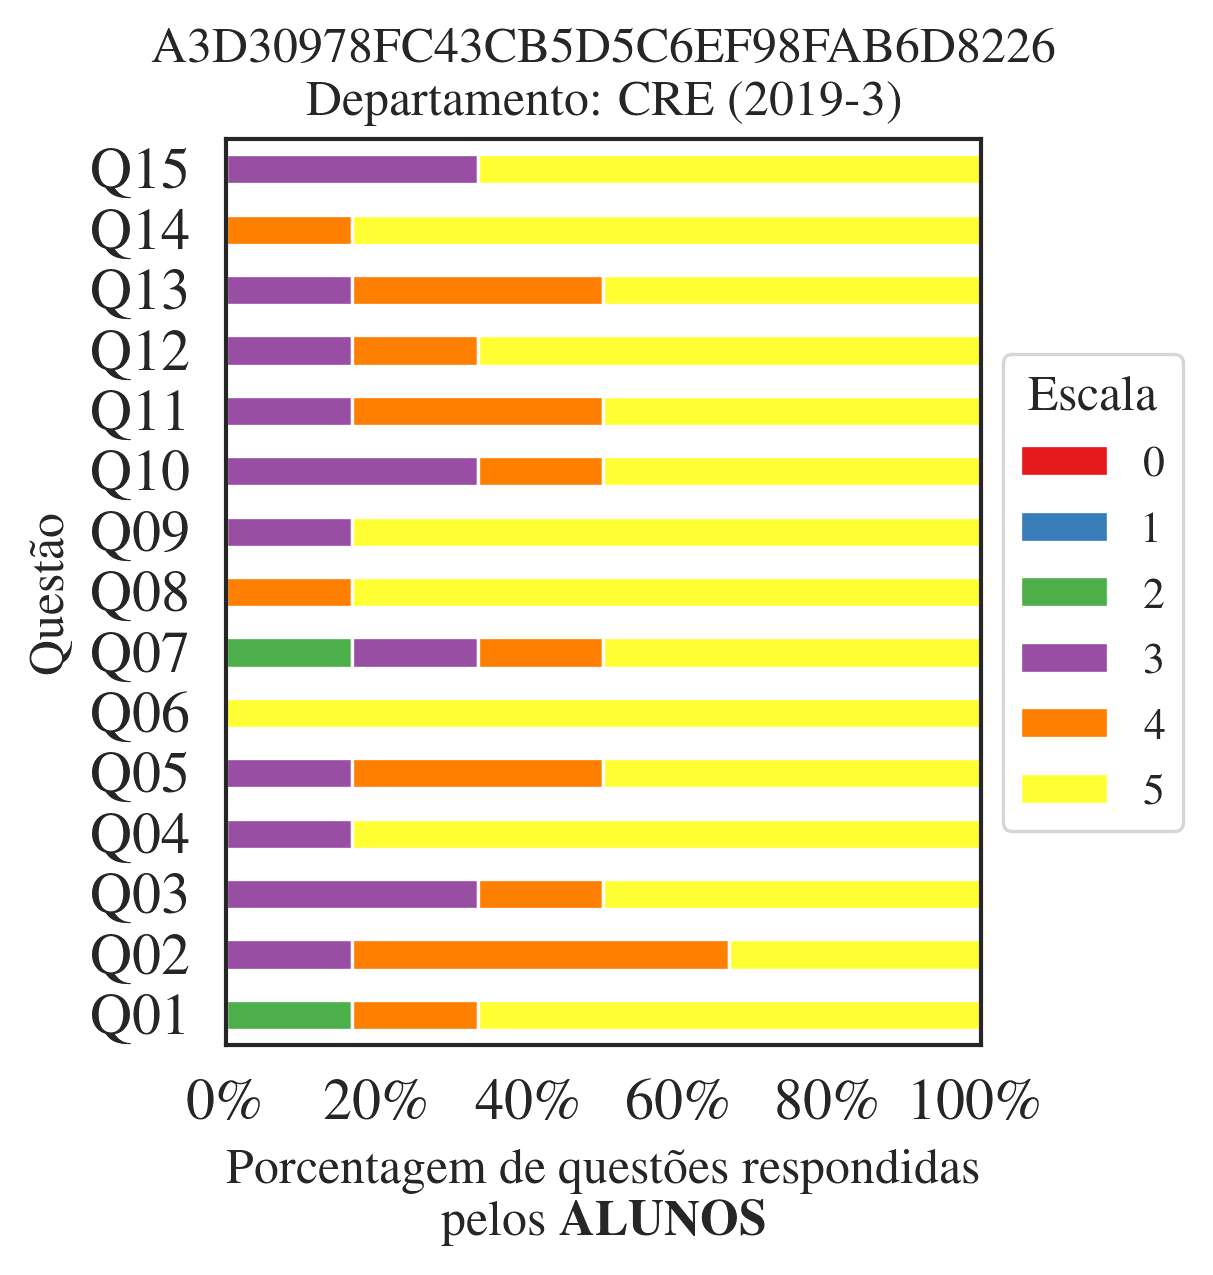 A3D30978FC43CB5D5C6EF98FAB6D8226
Departamento: CRE (2019-3)
Questão
Q15
Q14
Q13
Q12
Q11
Q10
Q09
Q08
Q07
Q06
Q05
Q04
Q03
Q02
Q01
0% 20% 40% 60% 80% 100%
Porcentagem de questões respondidas
pelos ALUNOS
Escala
0
1
2
3
4
5